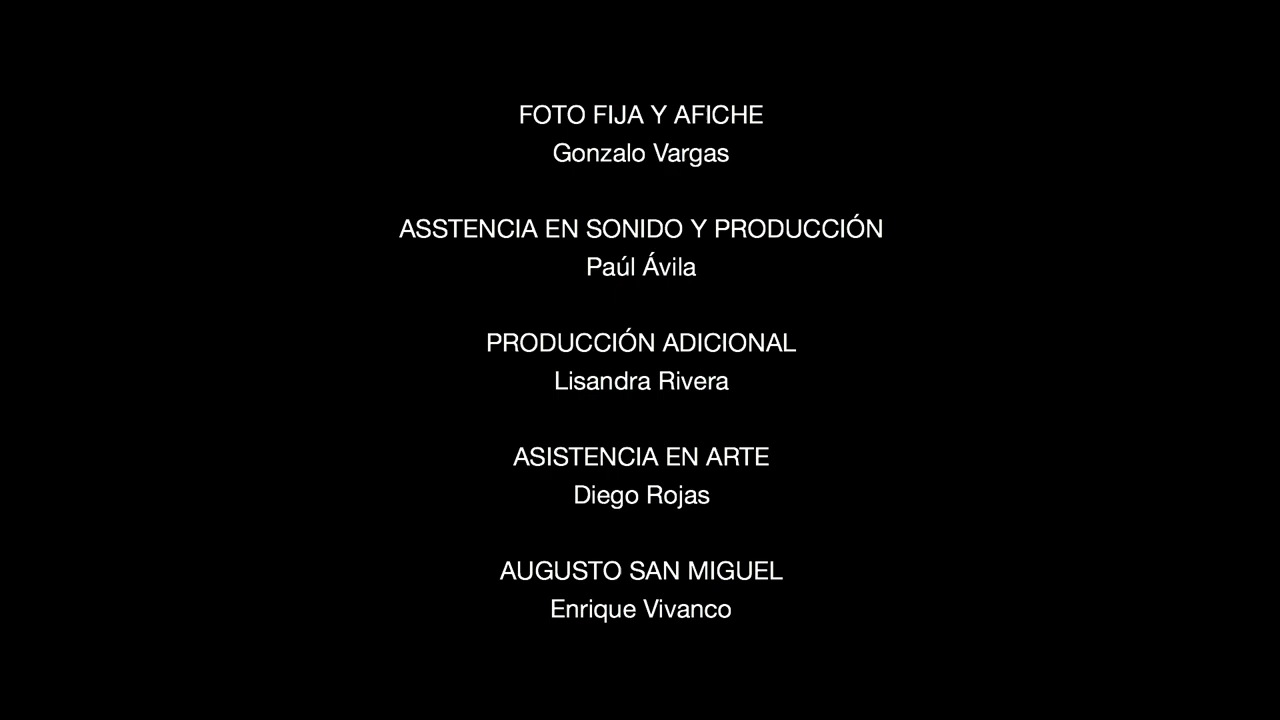 FOTO FIJA Y AFICHE
Gonzalo Vargas
ASSTENCIA EN SONIDO Y PRODUCCIÓN
Paúl Ávila
PRODUCCIÓN ADICIONAL
Lisandra Rivera
ASISTENCIA EN ARTE
Diego Rojas
AUGUSTO SAN MIGUEL
Enrique Vivanco